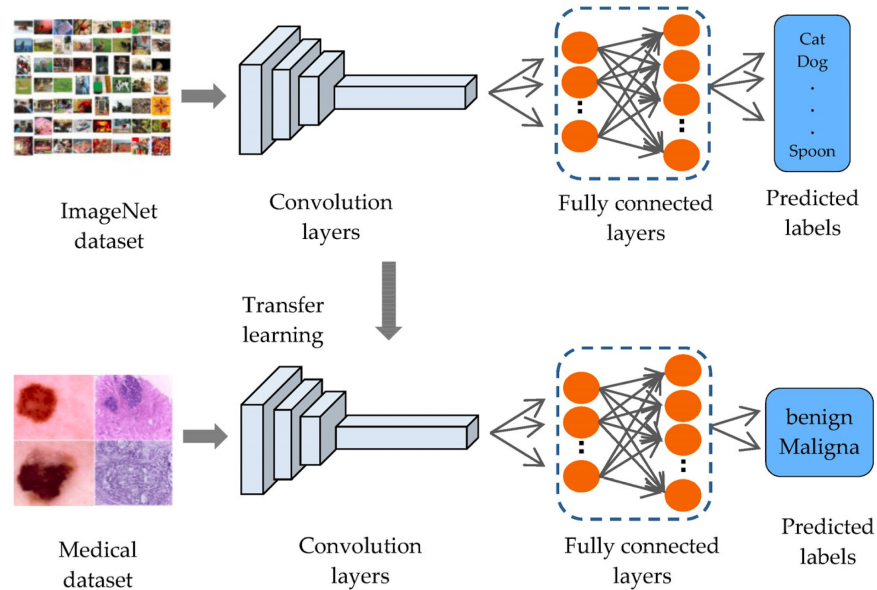 Cat
Dog
.
.
.
Spoon
ImageNet
dataset
Convolution
layers
Fully connected
layers
Predicted
labels
Transfer
learning
benign
Maligna
Medical
dataset
Convolution
layers
Fully connected
layers
Predicted
labels